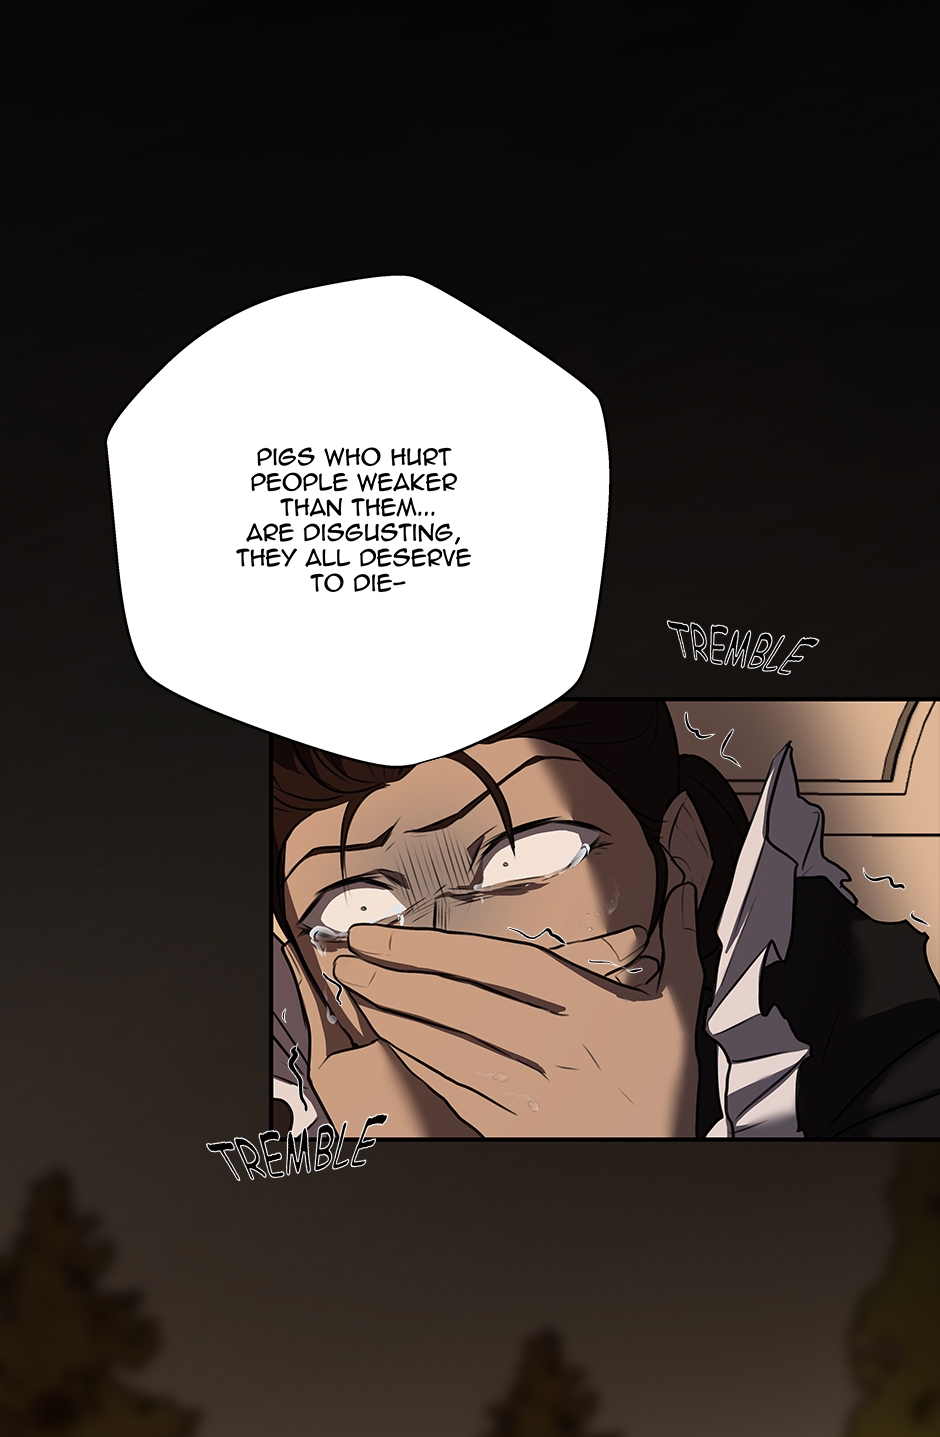 PIGS WHO HURT
PEOPLE WEAKER
THAN THEM...
ARE DISGUSTING,
THEY ALL DESERVE
TO DIE-
TREMBLE
TREMBLE